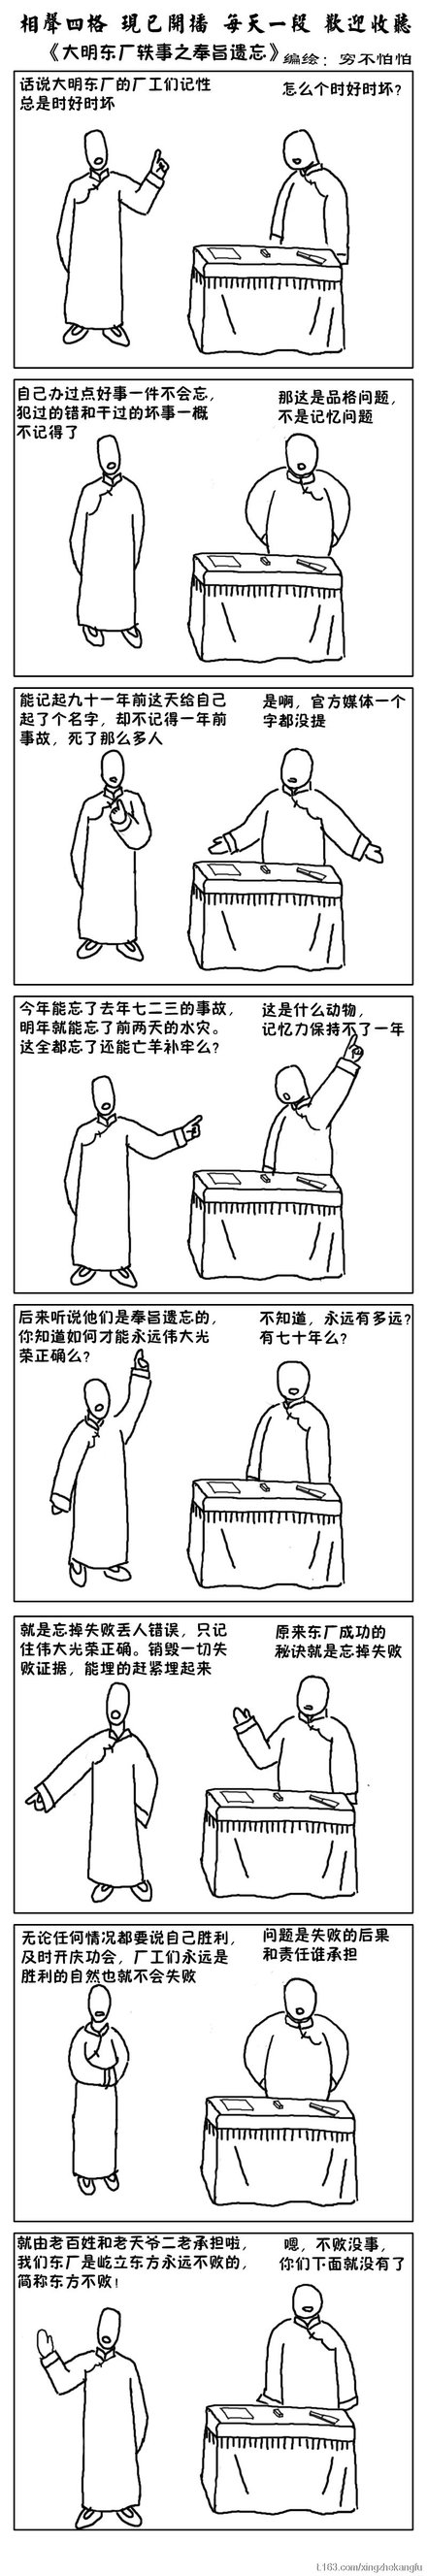 相聲四格 現已開播 每天一段 歡迎收聽
《大明东厂轶事之奉旨遗忘》编绘：穷不怕怕
话说大明东厂的厂工们记性
总是时好时坏
怎么个时好时坏？
自己办过点好事一件不会忘，
犯过的错和干过的坏事一概
不记得了
那这是品格问题，
不是记忆问题
能记起九十一年前这天给自己
起了个名字，却不记得一年前
事故，死了那么多人
是啊，官方媒体一个
字都没提
今年能忘了去年七二三的事故，
明年就能忘了前两天的水灾。
这全都忘了还能亡羊补牢么？
这是什么动物，
记忆力保持不了一年
后来听说他们是奉旨遗忘的，
你知道如何才能永远伟大光
荣正确么？
不知道，永远有多远？
有七十年么？
就是忘掉失败丢人错误，只记
住伟大光荣正确。销毁一切失
败证据，能埋的赶紧埋起来
原来东厂成功的
秘诀就是忘掉失败
无论任何情况都要说自己胜利，
及时开庆功会，厂工们永远是
胜利的自然也就不会失败
问题是失败的后果
和责任谁承担
就由老百姓和老天爷二老承担啦，
我们东厂是屹立东方永远不败的，
简称东方不败！
嗯，不败没事，
你们下面就没有了
t.163.com/xingzhokangfu